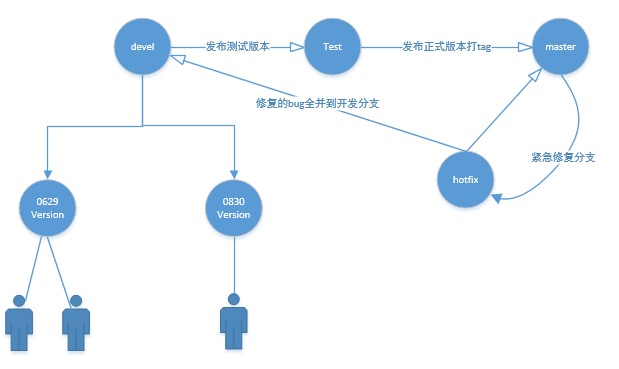 devel
发布测试版本
Test
发布正式版本打tag
master
修复的bug全并到开发分支
紧急修复分支
hotfix
0629
Version
0830
Version